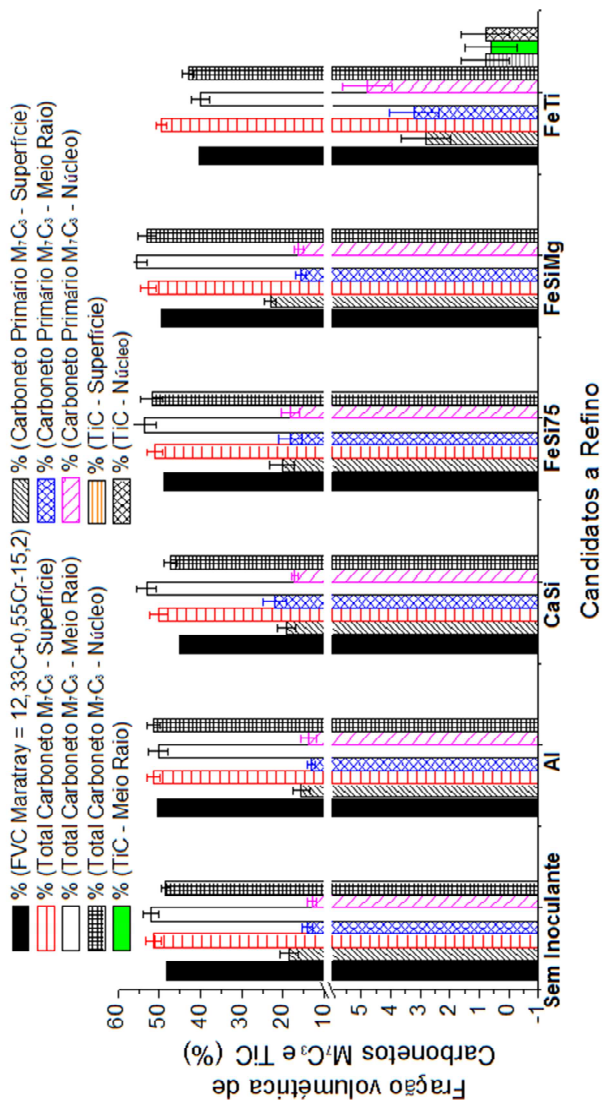 % (FVC Maratray = 12,33C+0,55Cr-15,2)
% (Total Carboneto M₇C₃ - Superfície)
% (Total Carboneto M₇C₃ - Meio Raio)
% (Total Carboneto M₇C₃ - Núcleo)
% (TiC - Meio Raio)
% (Carboneto Primário M₇C₃ - Superfície)
% (Carboneto Primário M₇C₃ - Meio Raio)
% (Carboneto Primário M₇C₃ - Núcleo)
% (TiC - Superfície)
% (TiC - Núcleo)
Fração volumétrica de
Carbonetos M₇C₃ e TiC (%)
60
50
40
30
20
10
4
3
2
1
0
-1
Sem Inoculante
Al
CaSi
FeSi75
FeSiMg
FeTi
Candidatos a Refino